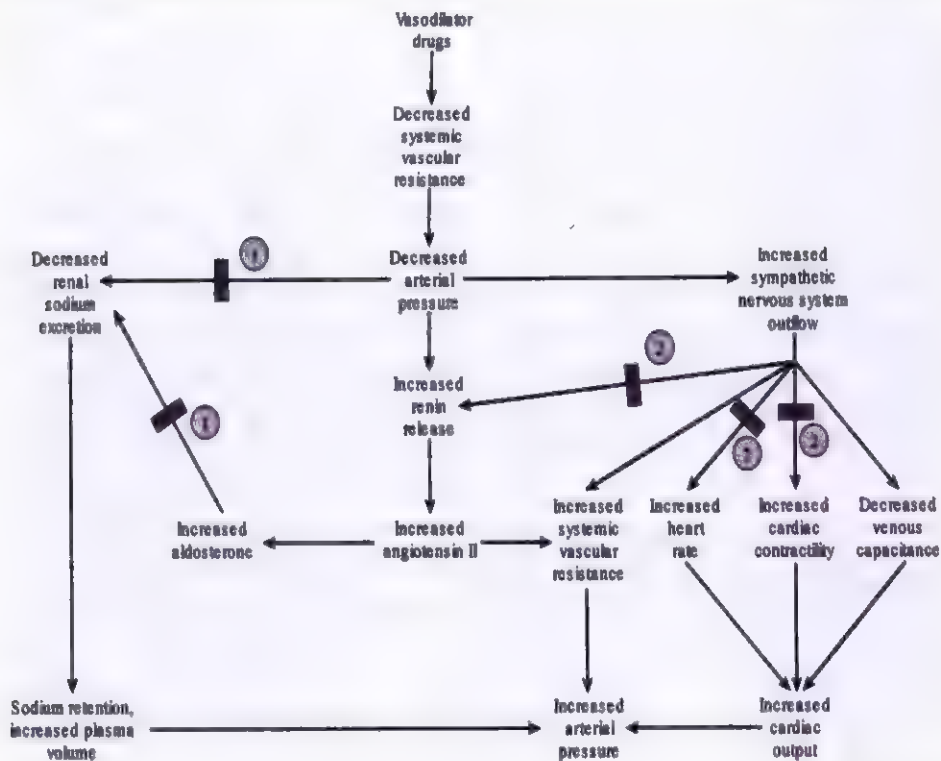 Vasodilator
drugs
Decreased
systemic
vascular
resistance
Decreased
renal
sodium
excretion
1
Decreased
arterial
pressure
Increased
sympathetic
nervous system
outflow
2
Increased
renin
release
1
2
2
Increased
aldosterone
Increased
angiotensin II
Increased
systemic
vascular
resistance
Increased
heart
rate
Increased
cardiac
contractility
Decreased
venous
capacitance
Sodium retention,
increased plasma
volume
Increased
arterial
pressure
Increased
cardiac
output